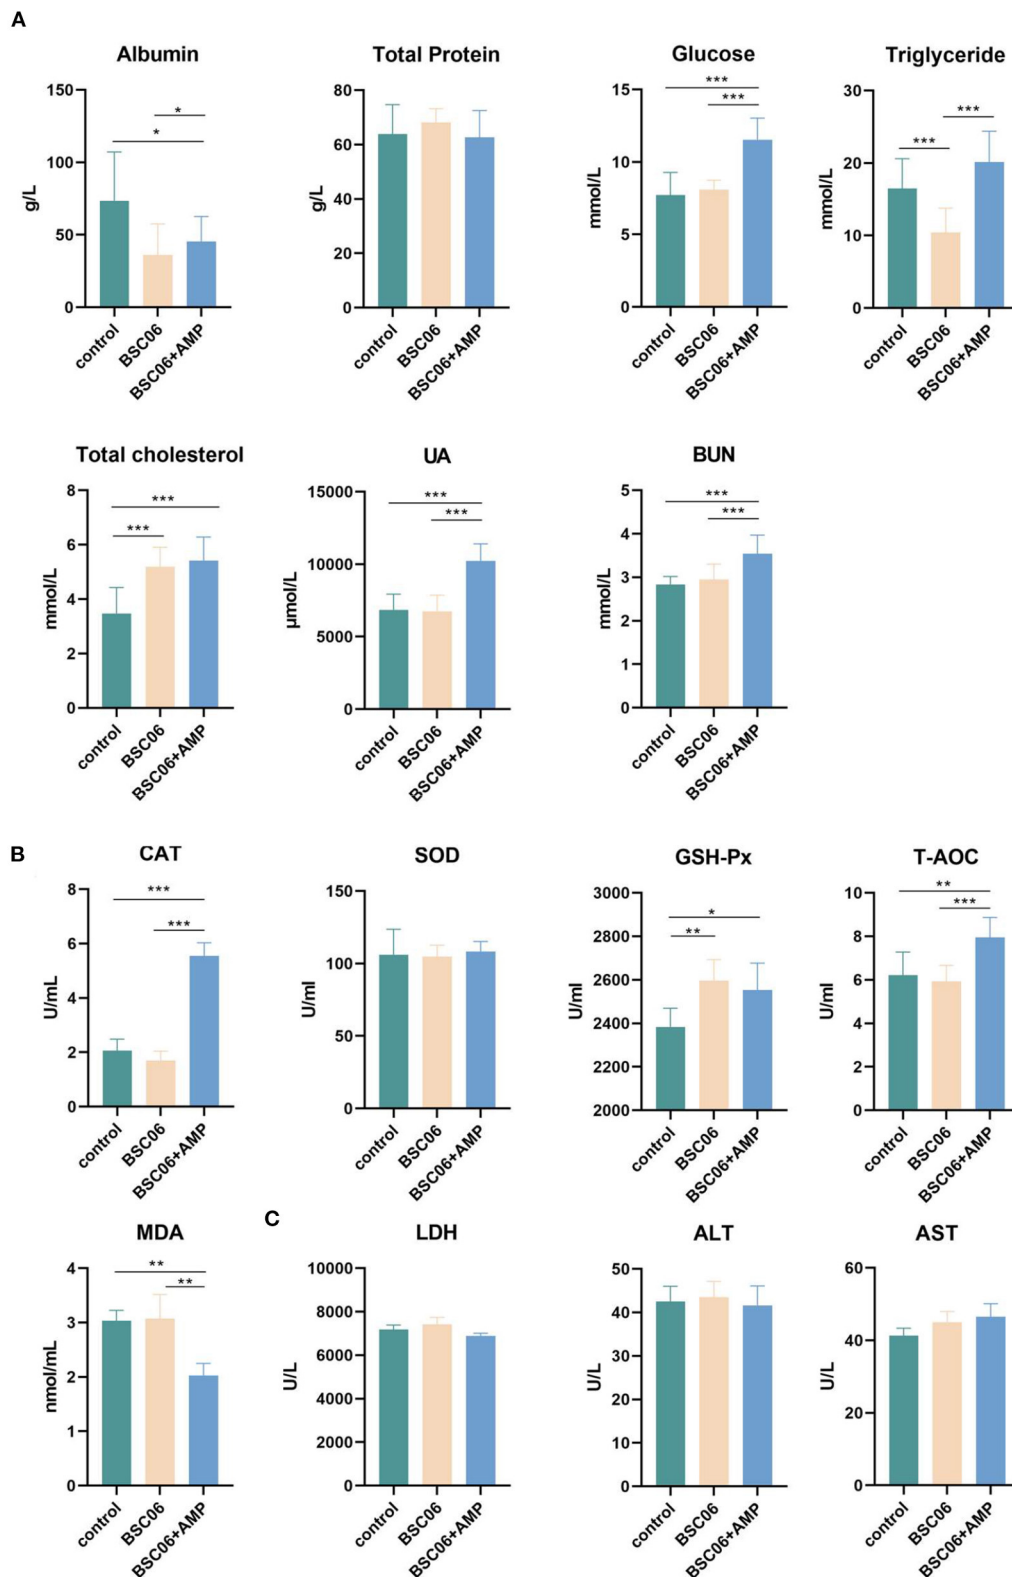 A
Albumin
150
100
50
0
g/L
*
*
control
BSC06
BSC06+AMP
Total Protein
80
60
40
20
0
g/L
control
BSC06
BSC06+AMP
Glucose
15
10
5
0
mmol/L
***
***
control
BSC06
BSC06+AMP
Triglyceride
30
20
10
0
mmol/L
***
***
control
BSC06
BSC06+AMP
Total cholesterol
8
6
4
2
0
mmol/L
***
***
control
BSC06
BSC06+AMP
UA
15000
10000
5000
0
μmol/L
***
***
control
BSC06
BSC06+AMP
BUN
5
4
3
2
1
0
mmol/L
***
***
control
BSC06
BSC06+AMP
B
CAT
8
6
4
2
0
U/mL
***
***
control
BSC06
BSC06+AMP
SOD
150
100
50
0
U/ml
control
BSC06
BSC06+AMP
GSH-Px
3000
2800
2600
2400
2200
2000
U/ml
*
**
control
BSC06
BSC06+AMP
T-AOC
10
8
6
4
2
0
U/ml
**
***
control
BSC06
BSC06+AMP
MDA
4
3
2
1
0
nmol/mL
**
**
control
BSC06
BSC06+AMP
C
LDH
10000
8000
6000
4000
2000
0
U/L
control
BSC06
BSC06+AMP
ALT
50
40
30
20
10
0
U/L
control
BSC06
BSC06+AMP
AST
60
40
20
0
U/L
control
BSC06
BSC06+AMP